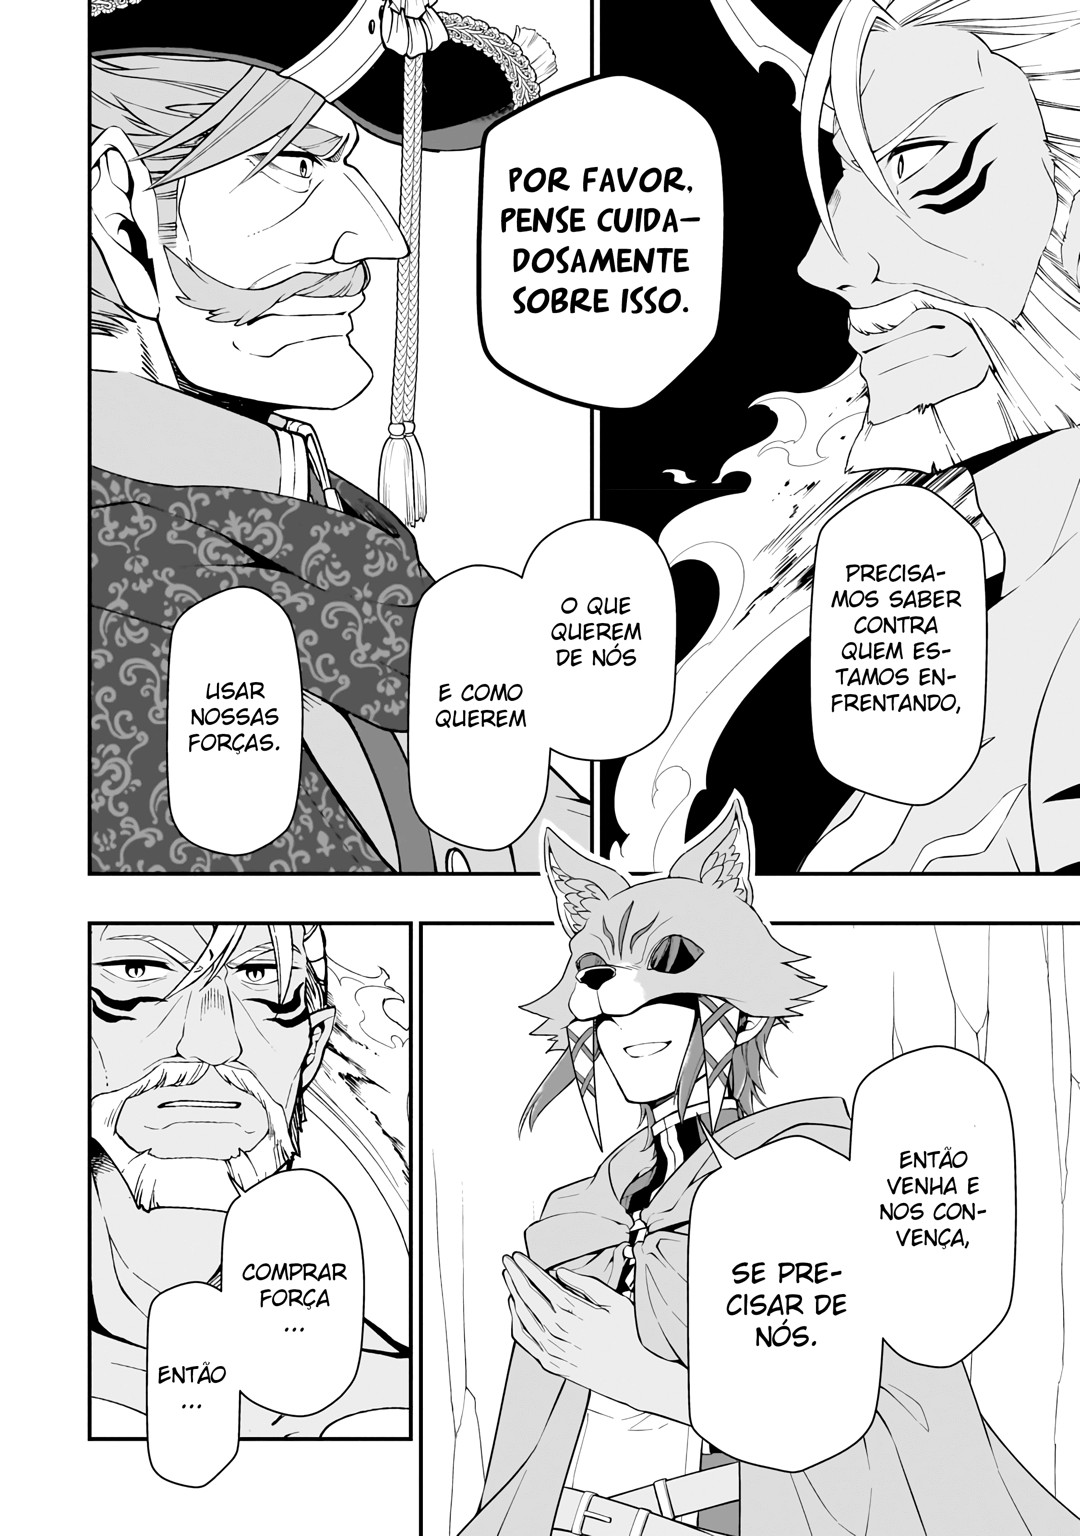 POR FAVOR,
PENSE CUIDA-
DOSAMENTE
SOBRE ISSO.
PRECISA-
MOS SABER
CONTRA
QUEM ES-
TAMOS EN-
FRENTANDO,
O QUE
QUEREM
DE NÓS
E COMO
QUEREM
USAR
NOSSAS
FORÇAS.
ENTÃO
VENHA E
NOS CON-
VENÇA,
SE PRE-
CISAR DE
NÓS.
COMPRAR
FORÇA
...
ENTÃO
...